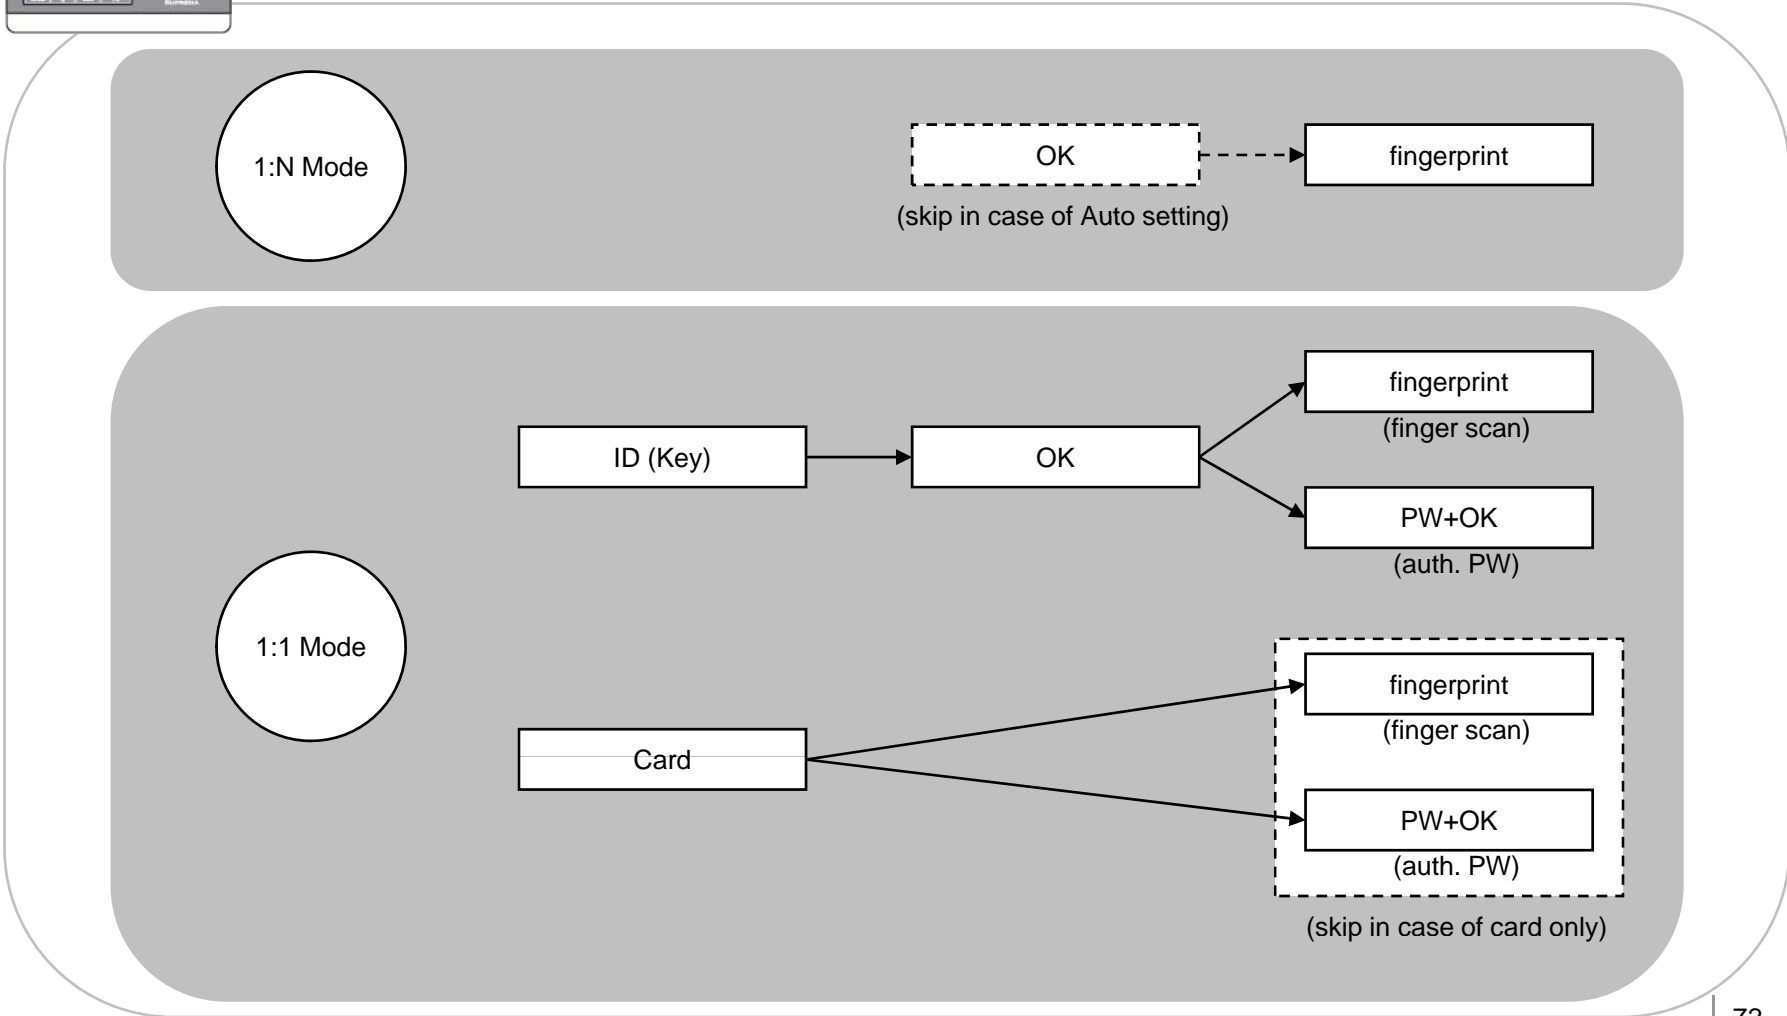 SUPREMA
1:N Mode
OK
fingerprint
(skip in case of Auto setting)
fingerprint
(finger scan)
ID (Key)
OK
PW+OK
(auth. PW)
1:1 Mode
fingerprint
(finger scan)
Card
PW+OK
(auth. PW)
(skip in case of card only)